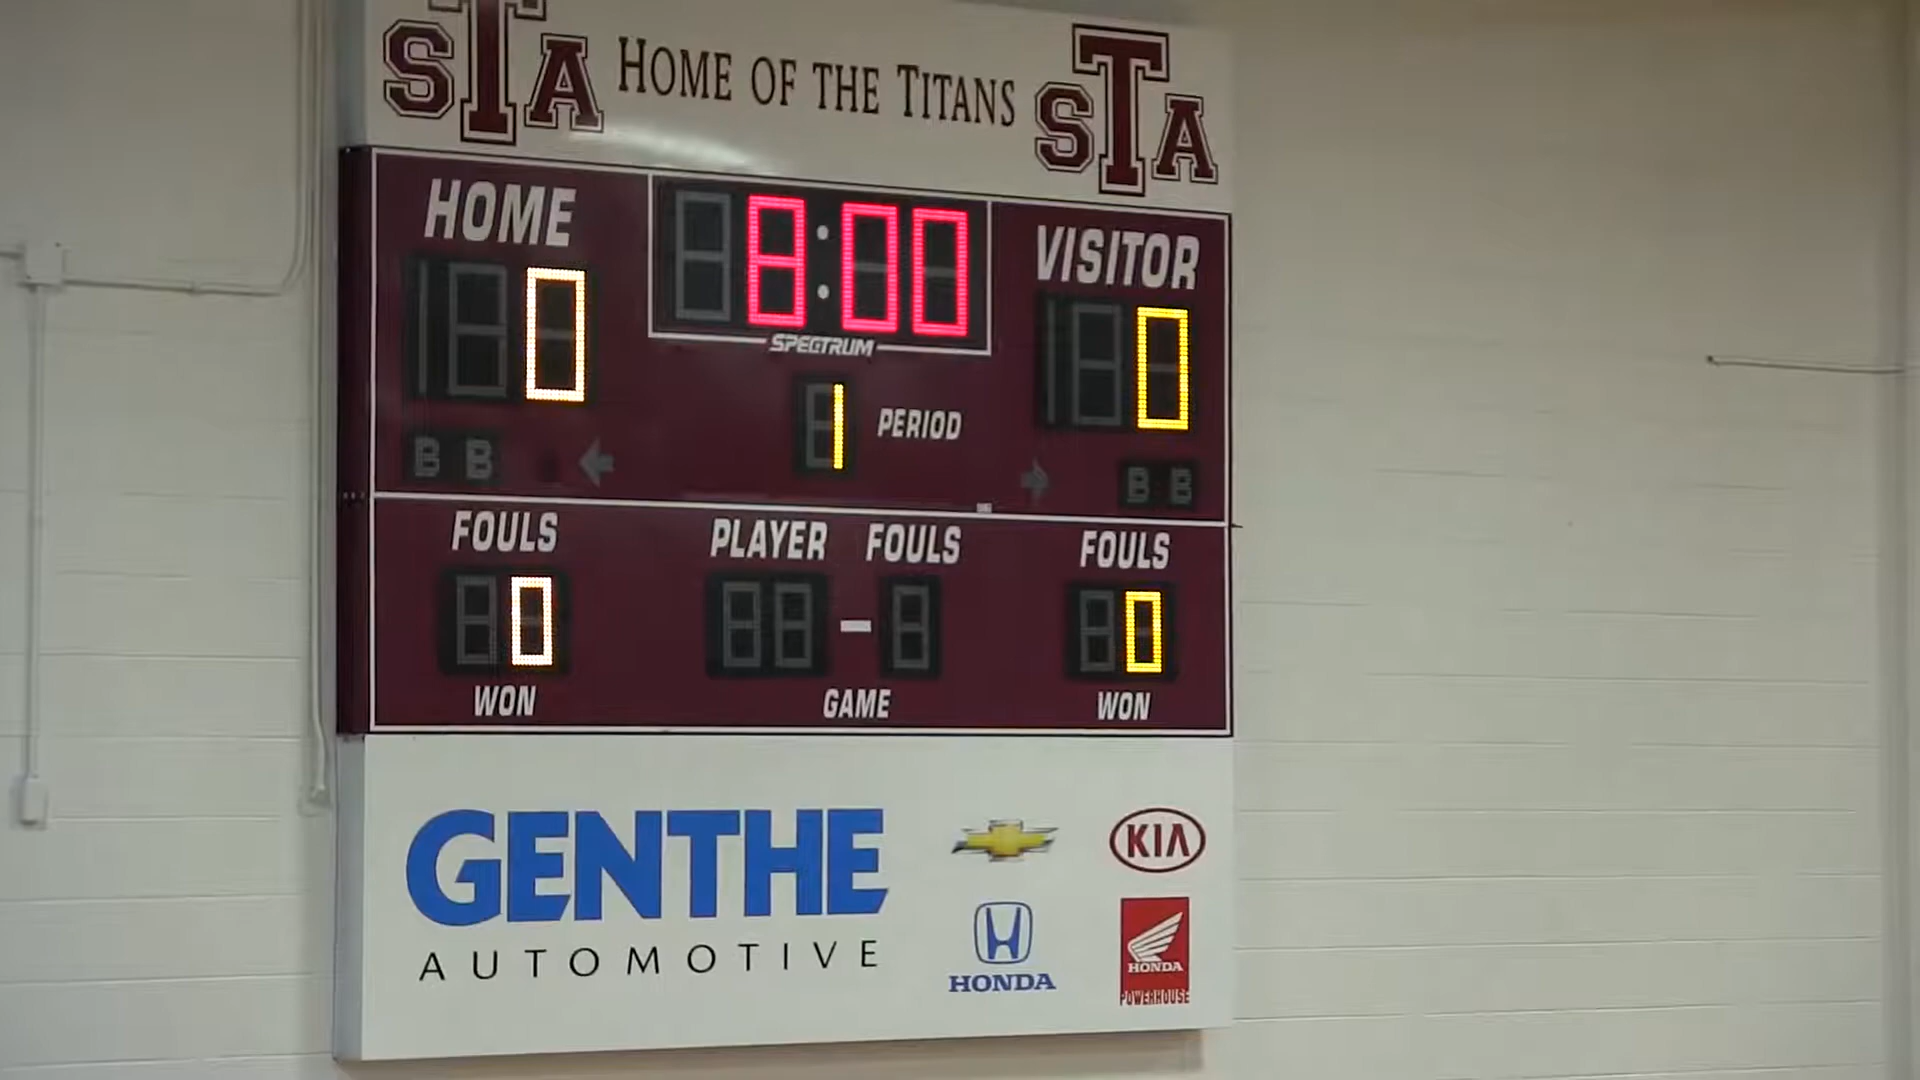 STA HOME OF THE TITANS STA
HOME 8:00 VISITOR
0 0
SPECTRUM
1 PERIOD
B B B B
FOULS PLAYER FOULS FOULS
0 - 0
WON GAME WON
GENTHE
AUTOMOTIVE
KIA
HONDA
HONDA
POWERHOUSE